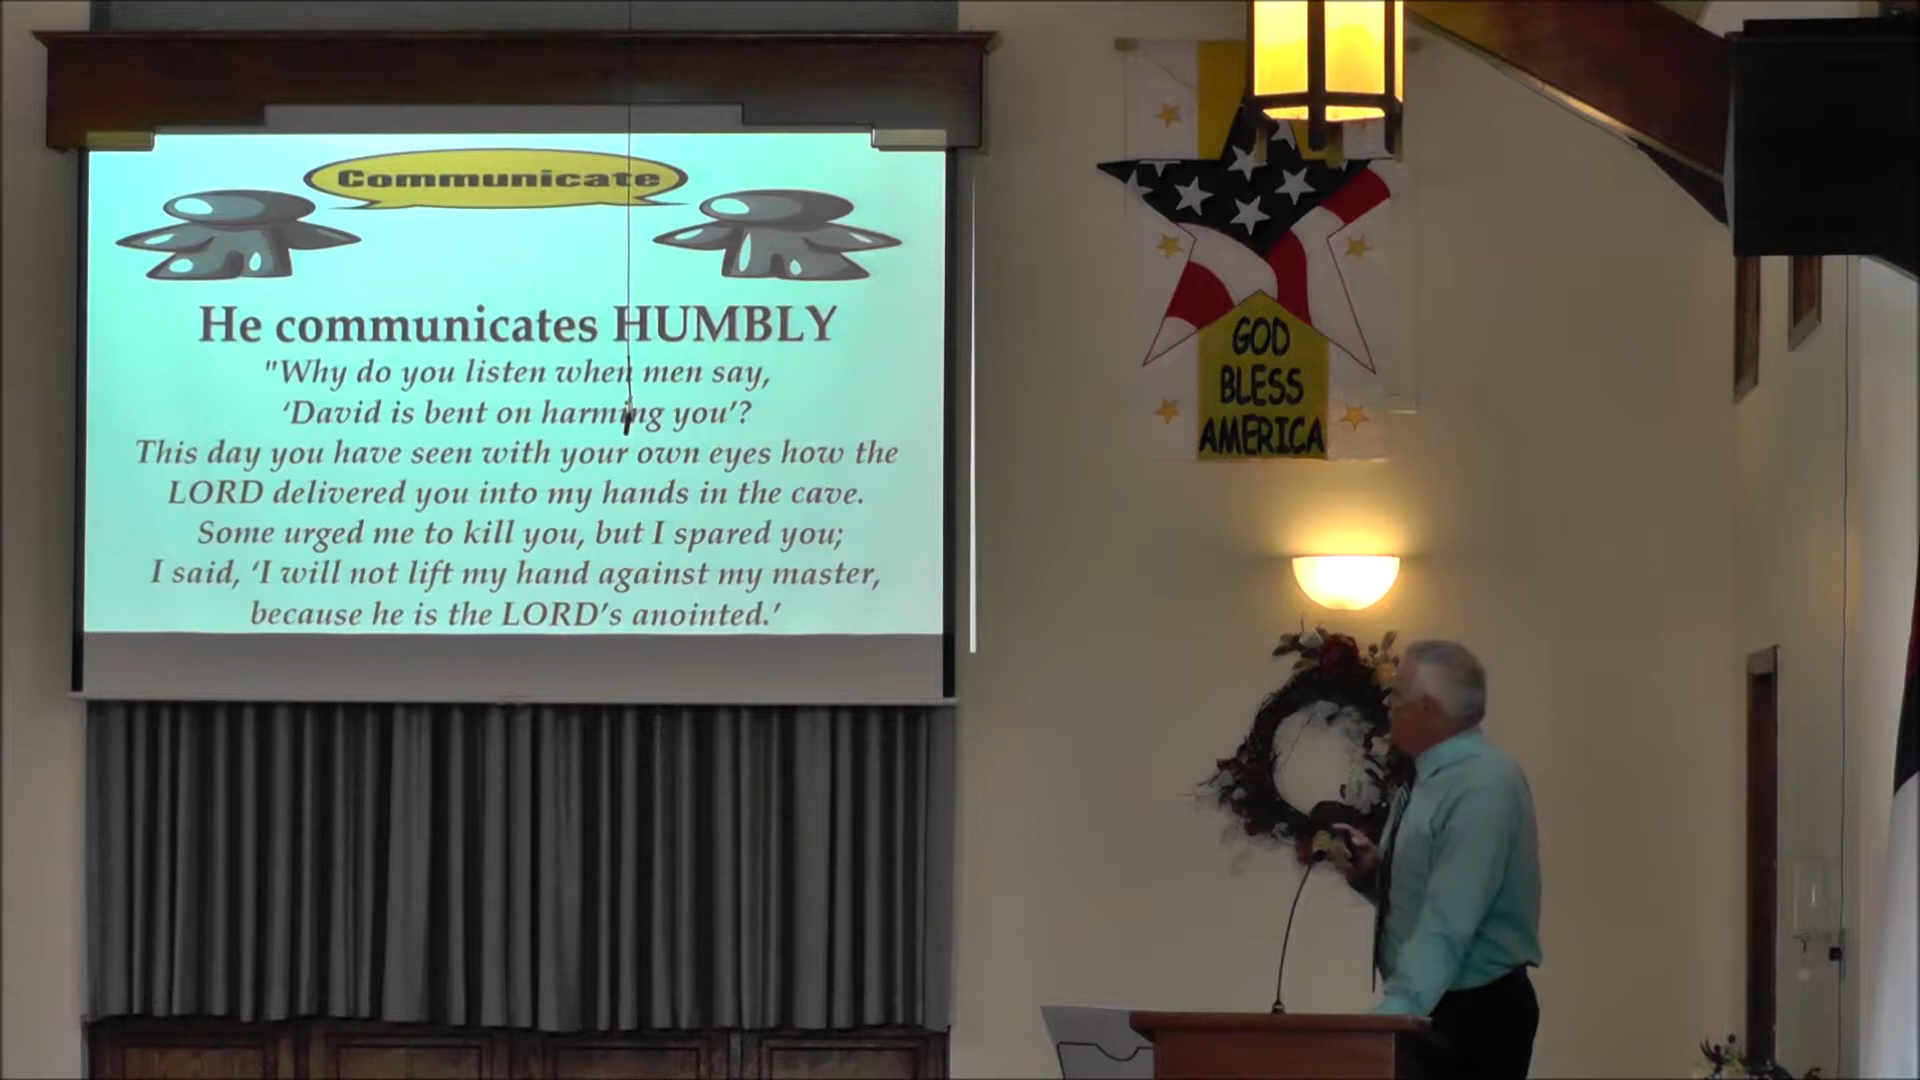 Communicate
He communicates HUMBLY
"Why do you listen when men say,
‘David is bent on harming you’?
This day you have seen with your own eyes how the
LORD delivered you into my hands in the cave.
Some urged me to kill you, but I spared you;
I said, ‘I will not lift my hand against my master,
because he is the LORD’s anointed.’
GOD
BLESS
AMERICA